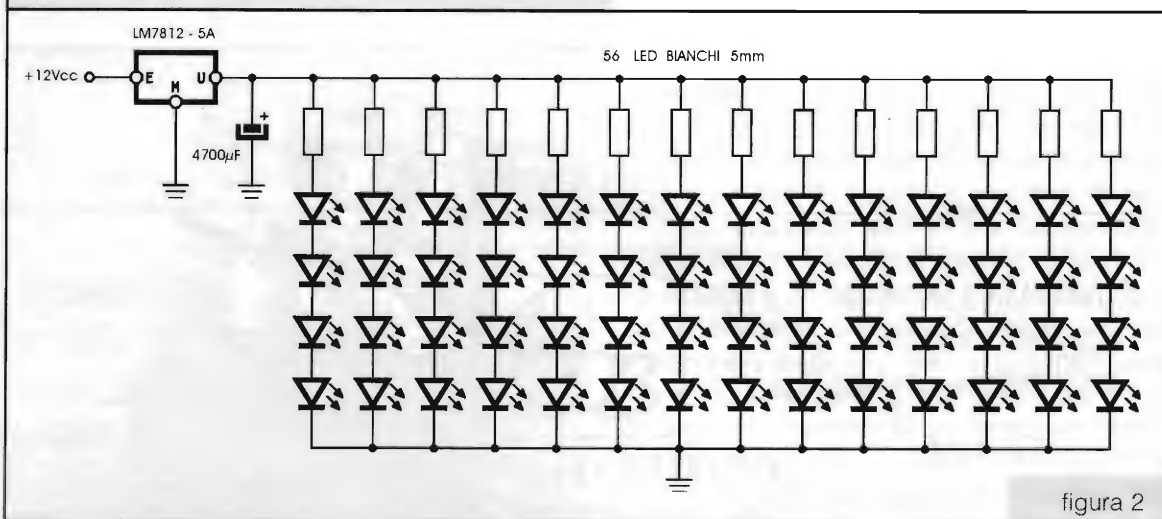 LM7812 - 5A
56 LED BIANCHI 5mm
+12Vcc
E
U
M
+
4700µF
figura 2